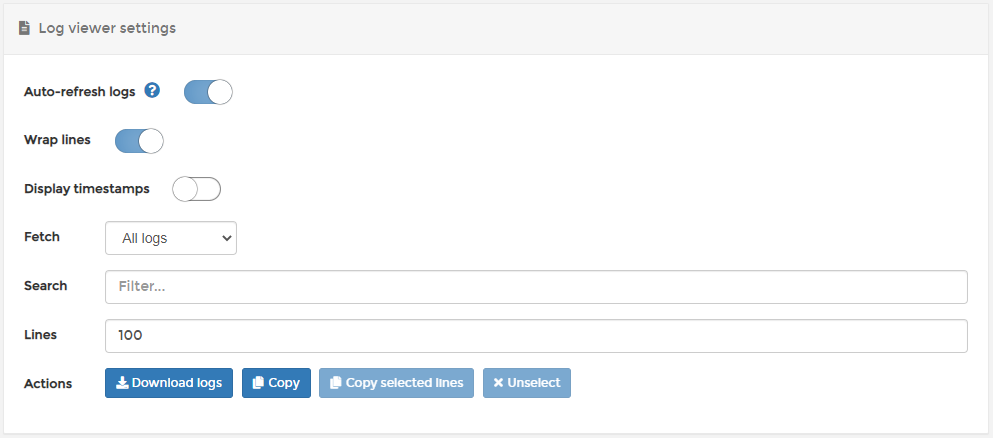 Log viewer settings
Auto-refresh logs ?
Wrap lines
Display timestamps
Fetch All logs
Search Filter...
Lines 100
Actions Download logs Copy Copy selected lines Unselect